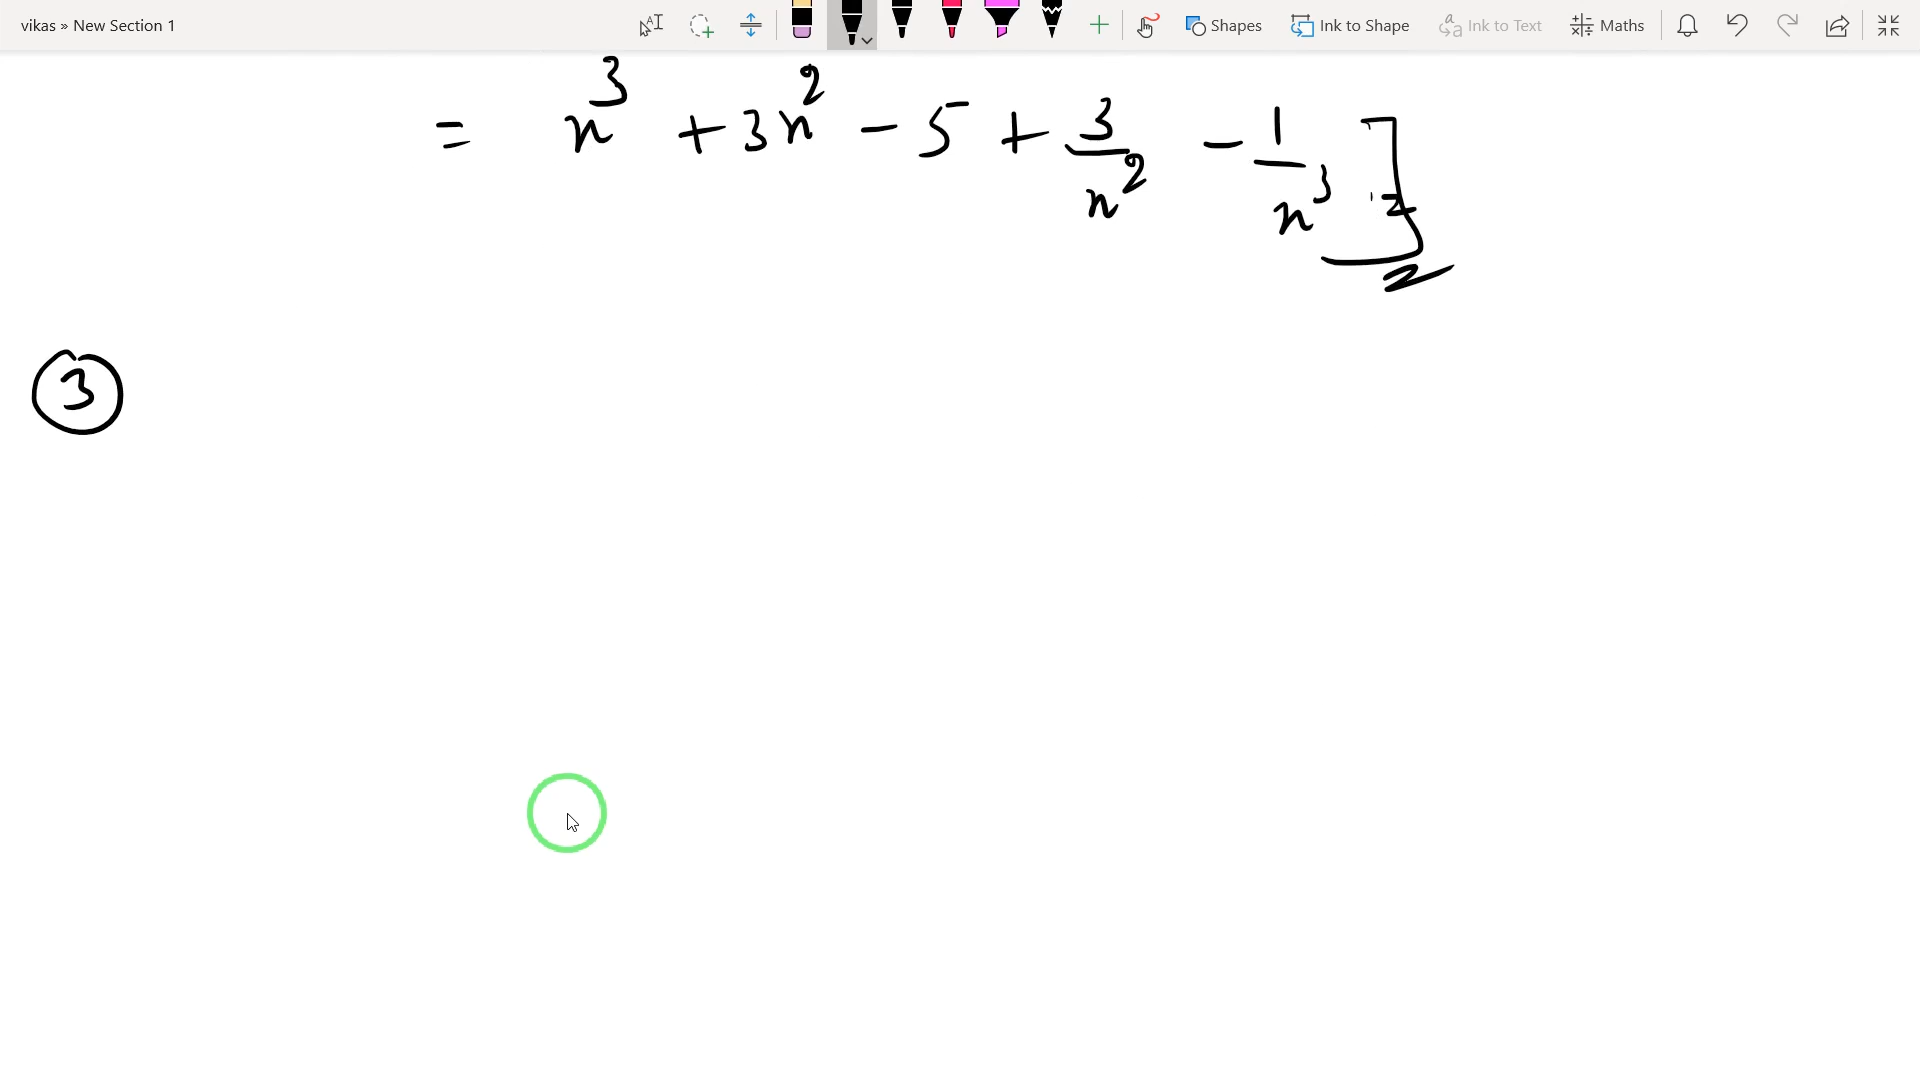 vikas » New Section 1 Shapes Ink to Shape Ink to Text Maths
= x³ + 3x² - 5 + 3/x² - 1/x³ ]
3